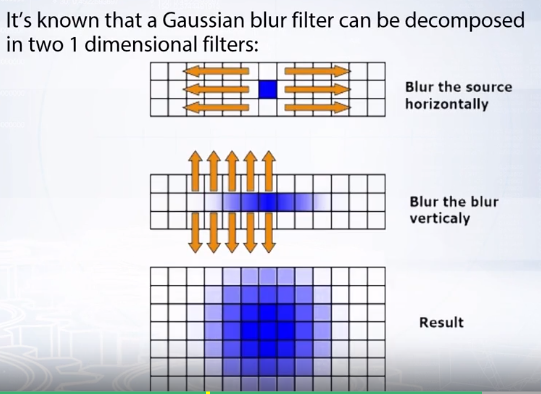 It's known that a Gaussian blur filter can be decomposed
in two 1 dimensional filters:
Blur the source
horizontally
Blur the blur
verticaly
Result